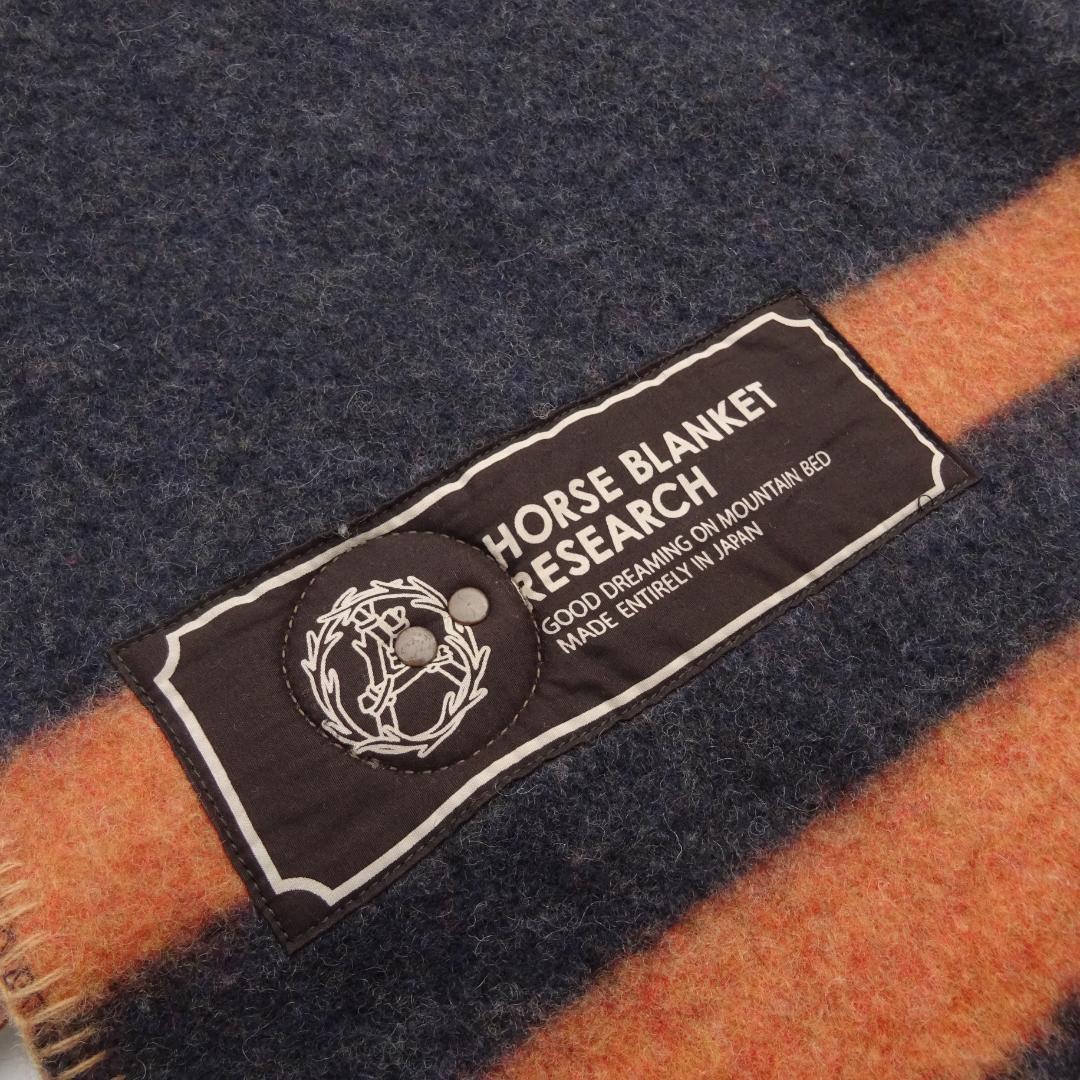 HORSE BLANKET
RESEARCH
GOOD DREAMING ON MOUNTAIN BED
MADE ENTIRELY IN JAPAN